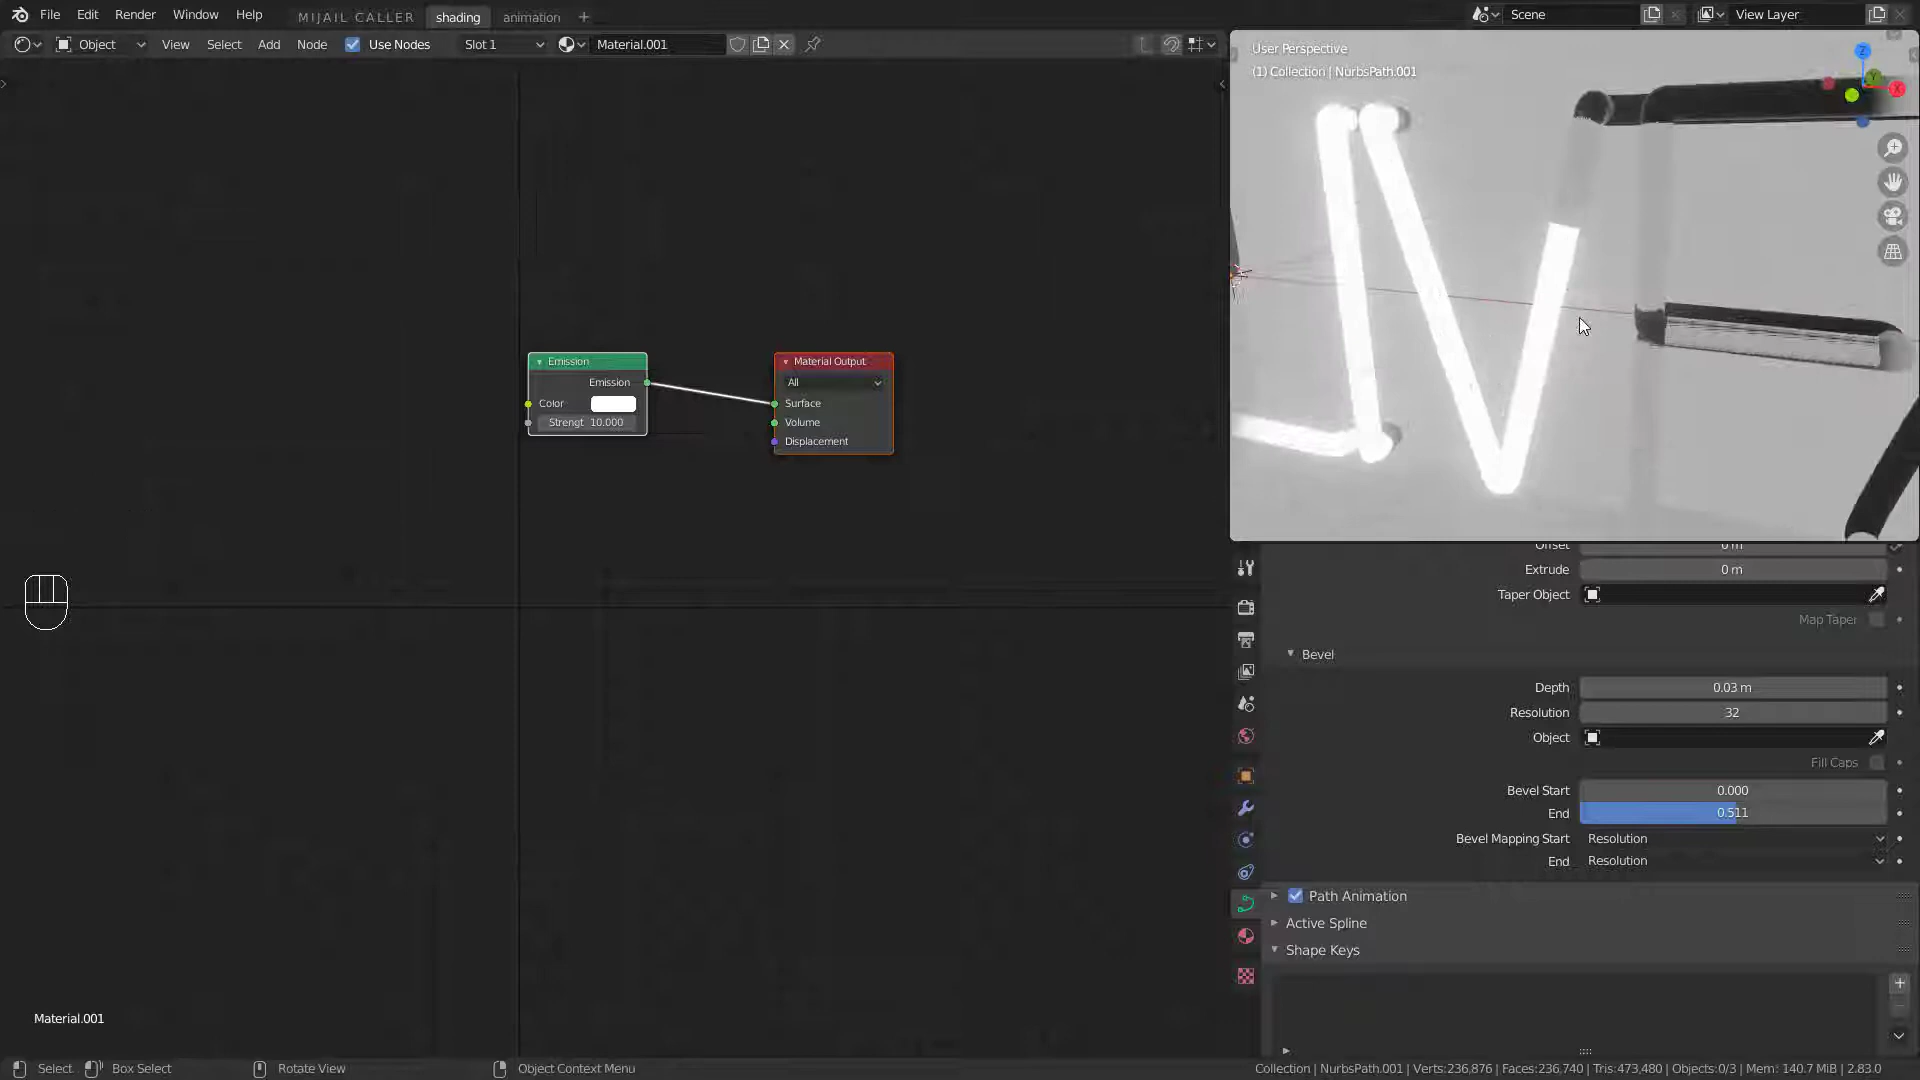 File Edit Render Window Help MIJAIL CALLER shading animation + Scene View Layer
Object View Select Add Node Use Nodes Slot 1 Material.001
User Perspective
(1) Collection | NurbsPath.001
Z
Y
X
Emission
Emission
Color
Strengt 10.000
Material Output
All
Surface
Volume
Displacement
Offset 0 m
Extrude 0 m
Taper Object
Map Taper
Bevel
Depth 0.03 m
Resolution 32
Object
Fill Caps
Bevel Start 0.000
End 0.511
Bevel Mapping Start Resolution
End Resolution
Path Animation
Active Spline
Shape Keys
Material.001
Select Box Select Rotate View Object Context Menu Collection | NurbsPath.001 | Verts:236,876 | Faces:236,740 | Tris:473,480 | Objects:0/3 | Mem: 140.7 MiB | 2.83.0